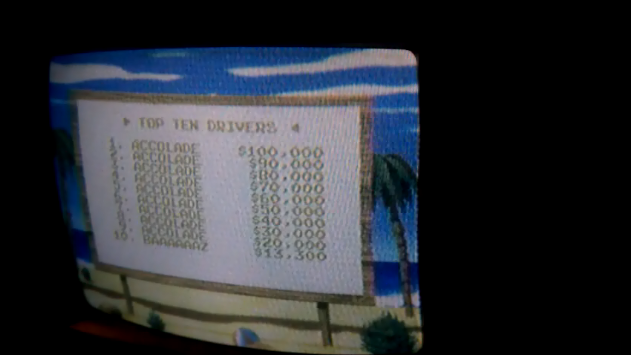 ▶ TOP TEN DRIVERS ◀
1. ACCOLADE $100,000
2. ACCOLADE $90,000
3. ACCOLADE $80,000
4. ACCOLADE $70,000
5. ACCOLADE $60,000
6. ACCOLADE $50,000
7. ACCOLADE $40,000
8. ACCOLADE $30,000
9. ACCOLADE $20,000
10. BAAAAAAZ $13,300